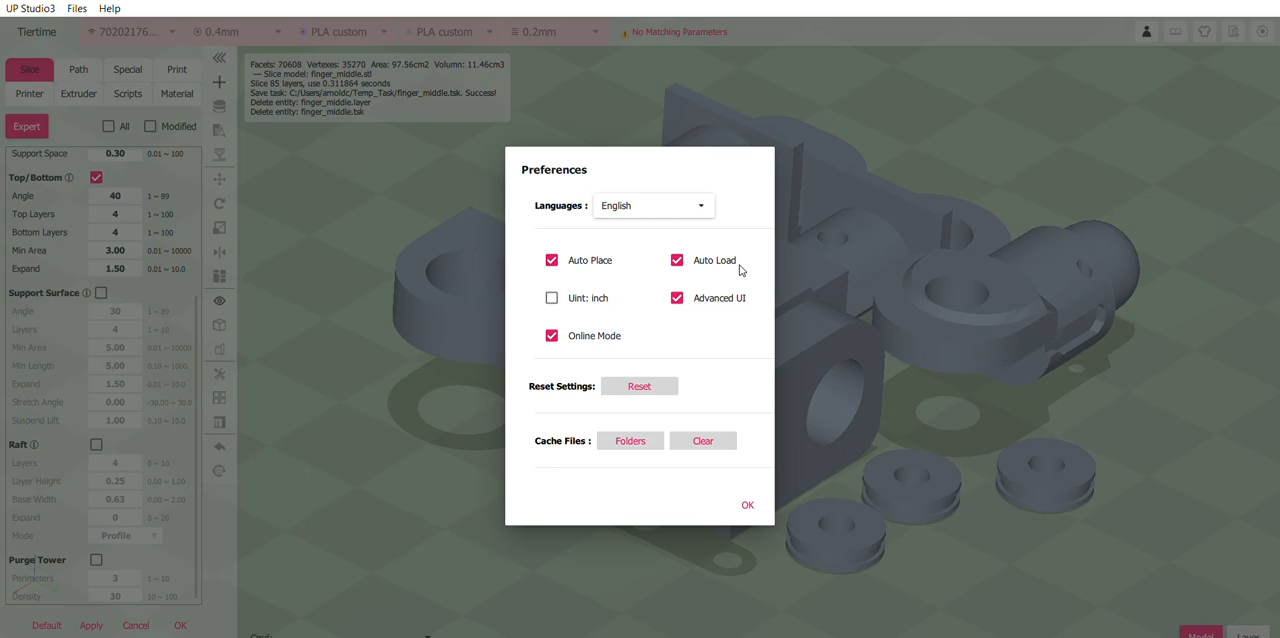 UP Studio3 Files Help
Tiertime 70202176... 0.4mm PLA custom PLA custom 0.2mm No Matching Parameters
Slice Path Special Print
Printer Extruder Scripts Material
Expert All Modified
Support Space 0.30 0.01 ~ 100
Top/Bottom
Angle 40 1 ~ 89
Top Layers 4 1 ~ 100
Bottom Layers 4 1 ~ 100
Min Area 3.00 0.01 ~ 10000
Expand 1.50 0.01 ~ 10.0
Support Surface
Angle 30 1 ~ 89
Layers 4 1 ~ 10
Min Area 5.00 0.01 ~ 10000
Min Length 5.00 0.10 ~ 1000
Expand 1.50 0.01 ~ 10.0
Stretch Angle 0.00 -30.00 ~ 30.0
Suspend Lift 1.00 0.10 ~ 10.0
Raft
Layers 4 0 ~ 10
Layer Height 0.25 0.00 ~ 1.00
Base Width 0.63 0.00 ~ 2.00
Expand 0 0 ~ 20
Mode Profile
Purge Tower
Perimeters 3 1 ~ 10
Density 30 10 ~ 100
Default Apply Cancel OK
Facets: 70608 Vertexes: 35270 Area: 97.56cm2 Volumn: 11.46cm3
--- Slice model: finger_middle.stl
Slice 85 layers, use 0.311864 seconds
Save task: C:/Users/arnoldc/Temp_Task/finger_middle.tsk. Success!
Delete entity: finger_middle.layer
Delete entity: finger_middle.tsk
Preferences
Languages : English
Auto Place Auto Load
Uint: inch Advanced UI
Online Mode
Reset Settings: Reset
Cache Files : Folders Clear
OK
Cmd:
Model Layer